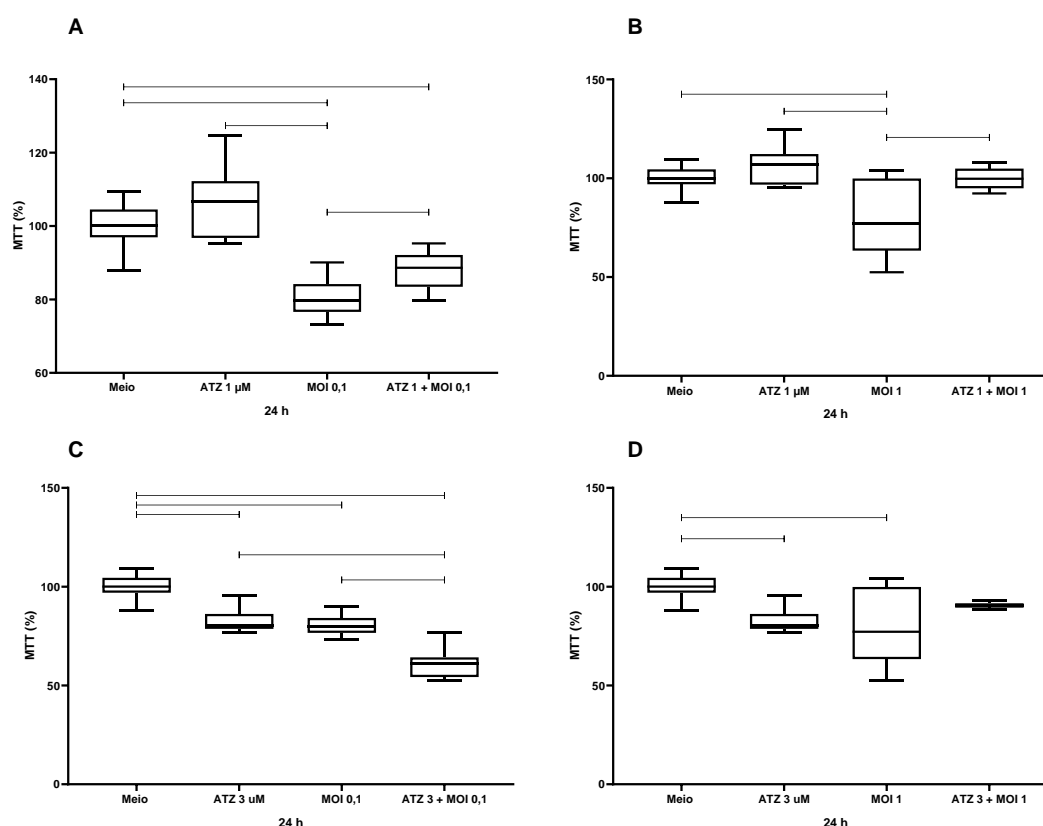 A
MTT (%)
140
120
100
80
60
Meio ATZ 1 µM MOI 0,1 ATZ 1 + MOI 0,1
24 h
B
MTT (%)
150
100
50
0
Meio ATZ 1 µM MOI 1 ATZ 1 + MOI 1
24 h
C
MTT (%)
150
100
50
0
Meio ATZ 3 uM MOI 0,1 ATZ 3 + MOI 0,1
24 h
D
MTT (%)
150
100
50
0
Meio ATZ 3 uM MOI 1 ATZ 3 + MOI 1
24 h